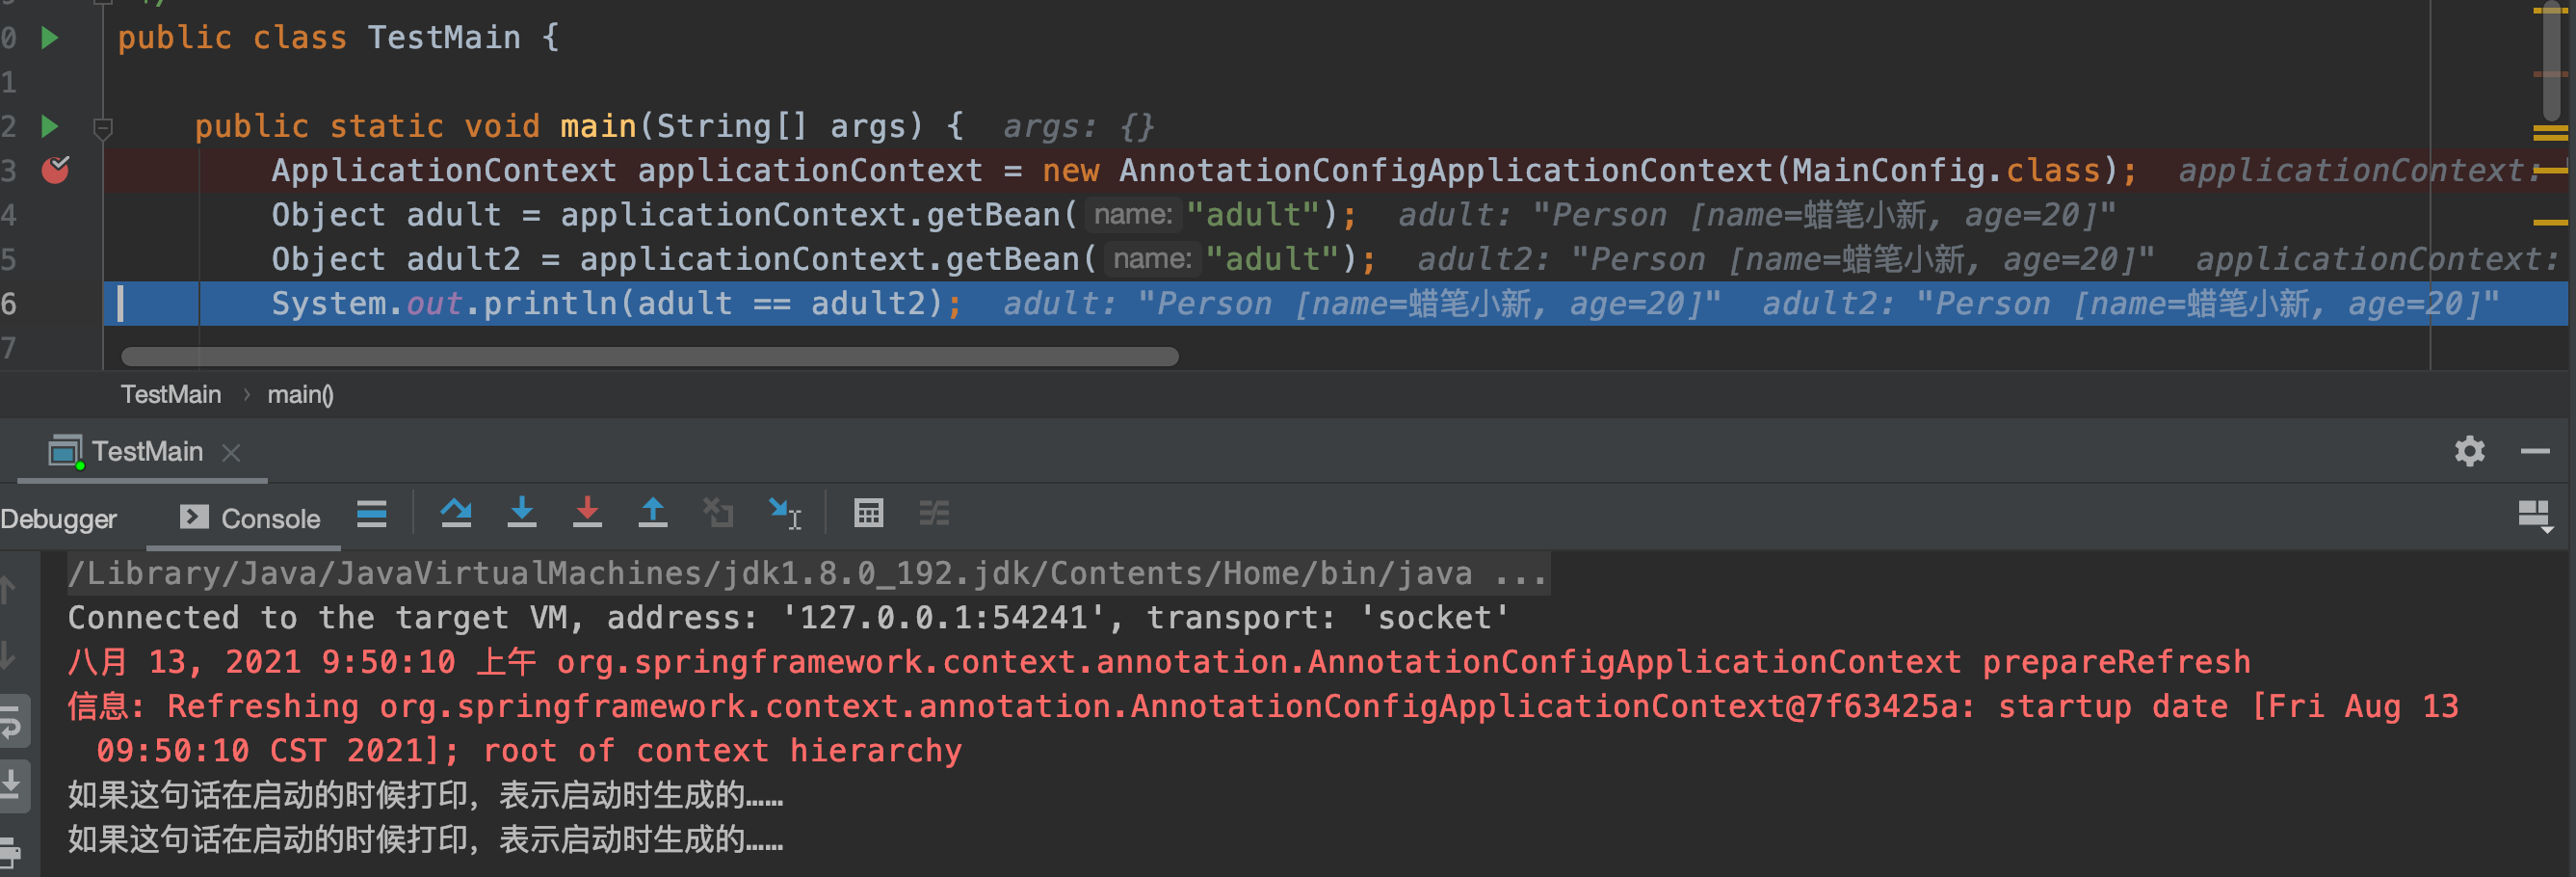 */
0 public class TestMain {
1
2 public static void main(String[] args) { args: {}
3 ApplicationContext applicationContext = new AnnotationConfigApplicationContext(MainConfig.class); applicationContext:
4 Object adult = applicationContext.getBean( name: "adult"); adult: "Person [name=蜡笔小新, age=20]"
5 Object adult2 = applicationContext.getBean( name: "adult"); adult2: "Person [name=蜡笔小新, age=20]" applicationContext:
6 System.out.println(adult == adult2); adult: "Person [name=蜡笔小新, age=20]" adult2: "Person [name=蜡笔小新, age=20]"
7
TestMain › main()
TestMain
Debugger Console
/Library/Java/JavaVirtualMachines/jdk1.8.0_192.jdk/Contents/Home/bin/java ...
Connected to the target VM, address: '127.0.0.1:54241', transport: 'socket'
八月 13, 2021 9:50:10 上午 org.springframework.context.annotation.AnnotationConfigApplicationContext prepareRefresh
信息: Refreshing org.springframework.context.annotation.AnnotationConfigApplicationContext@7f63425a: startup date [Fri Aug 13
09:50:10 CST 2021]; root of context hierarchy
如果这句话在启动的时候打印，表示启动时生成的……
如果这句话在启动的时候打印，表示启动时生成的……